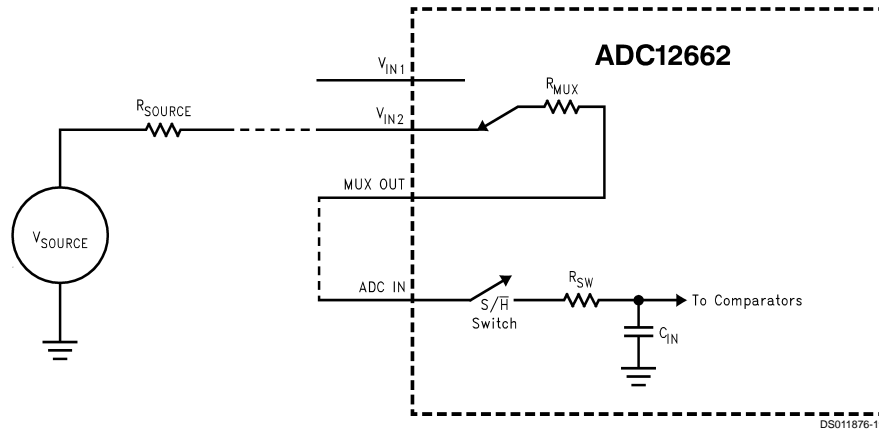 ADC12662
V_IN1
R_MUX
R_SOURCE
V_IN2
MUX OUT
V_SOURCE
ADC IN
S/H̅
Switch
R_SW
To Comparators
C_IN
DS011876-1